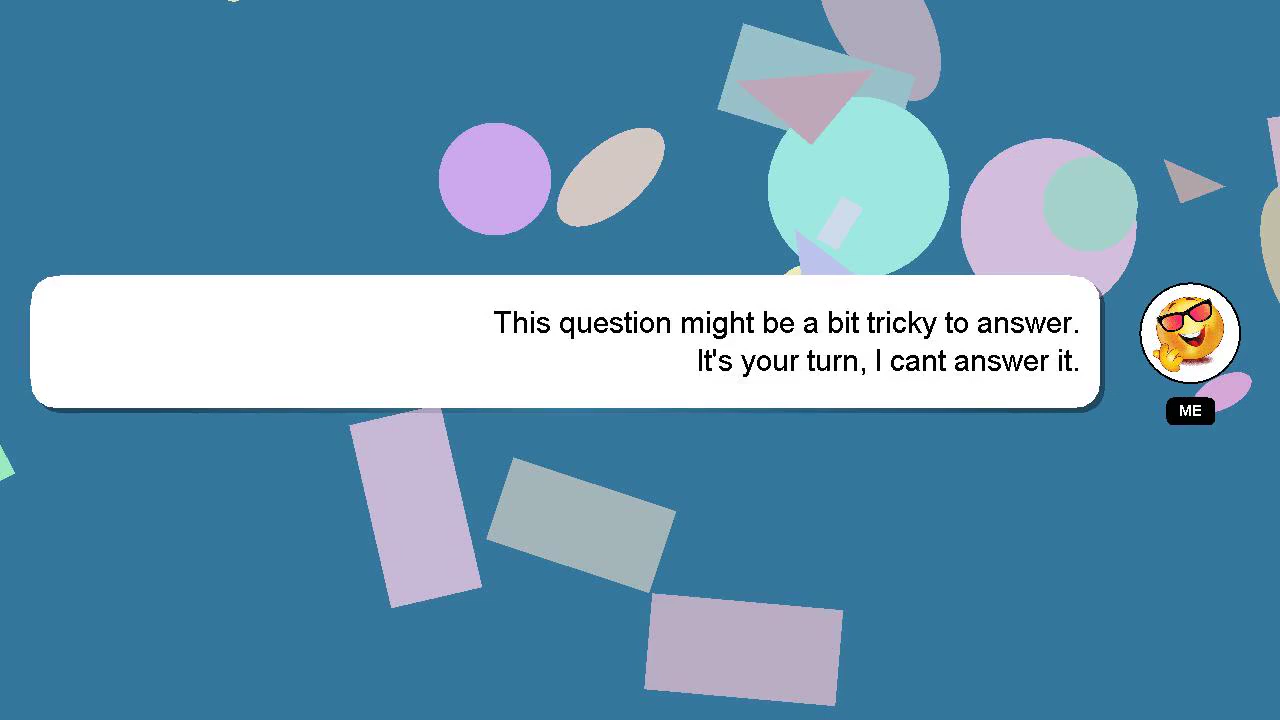 This question might be a bit tricky to answer.
It's your turn, I cant answer it.
ME